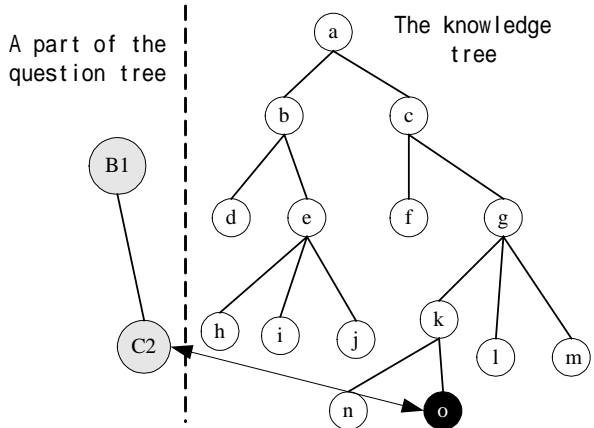 A part of the
question tree
The knowledge
tree
a
b
c
B1
d
e
f
g
h
i
j
k
l
m
C2
n
o